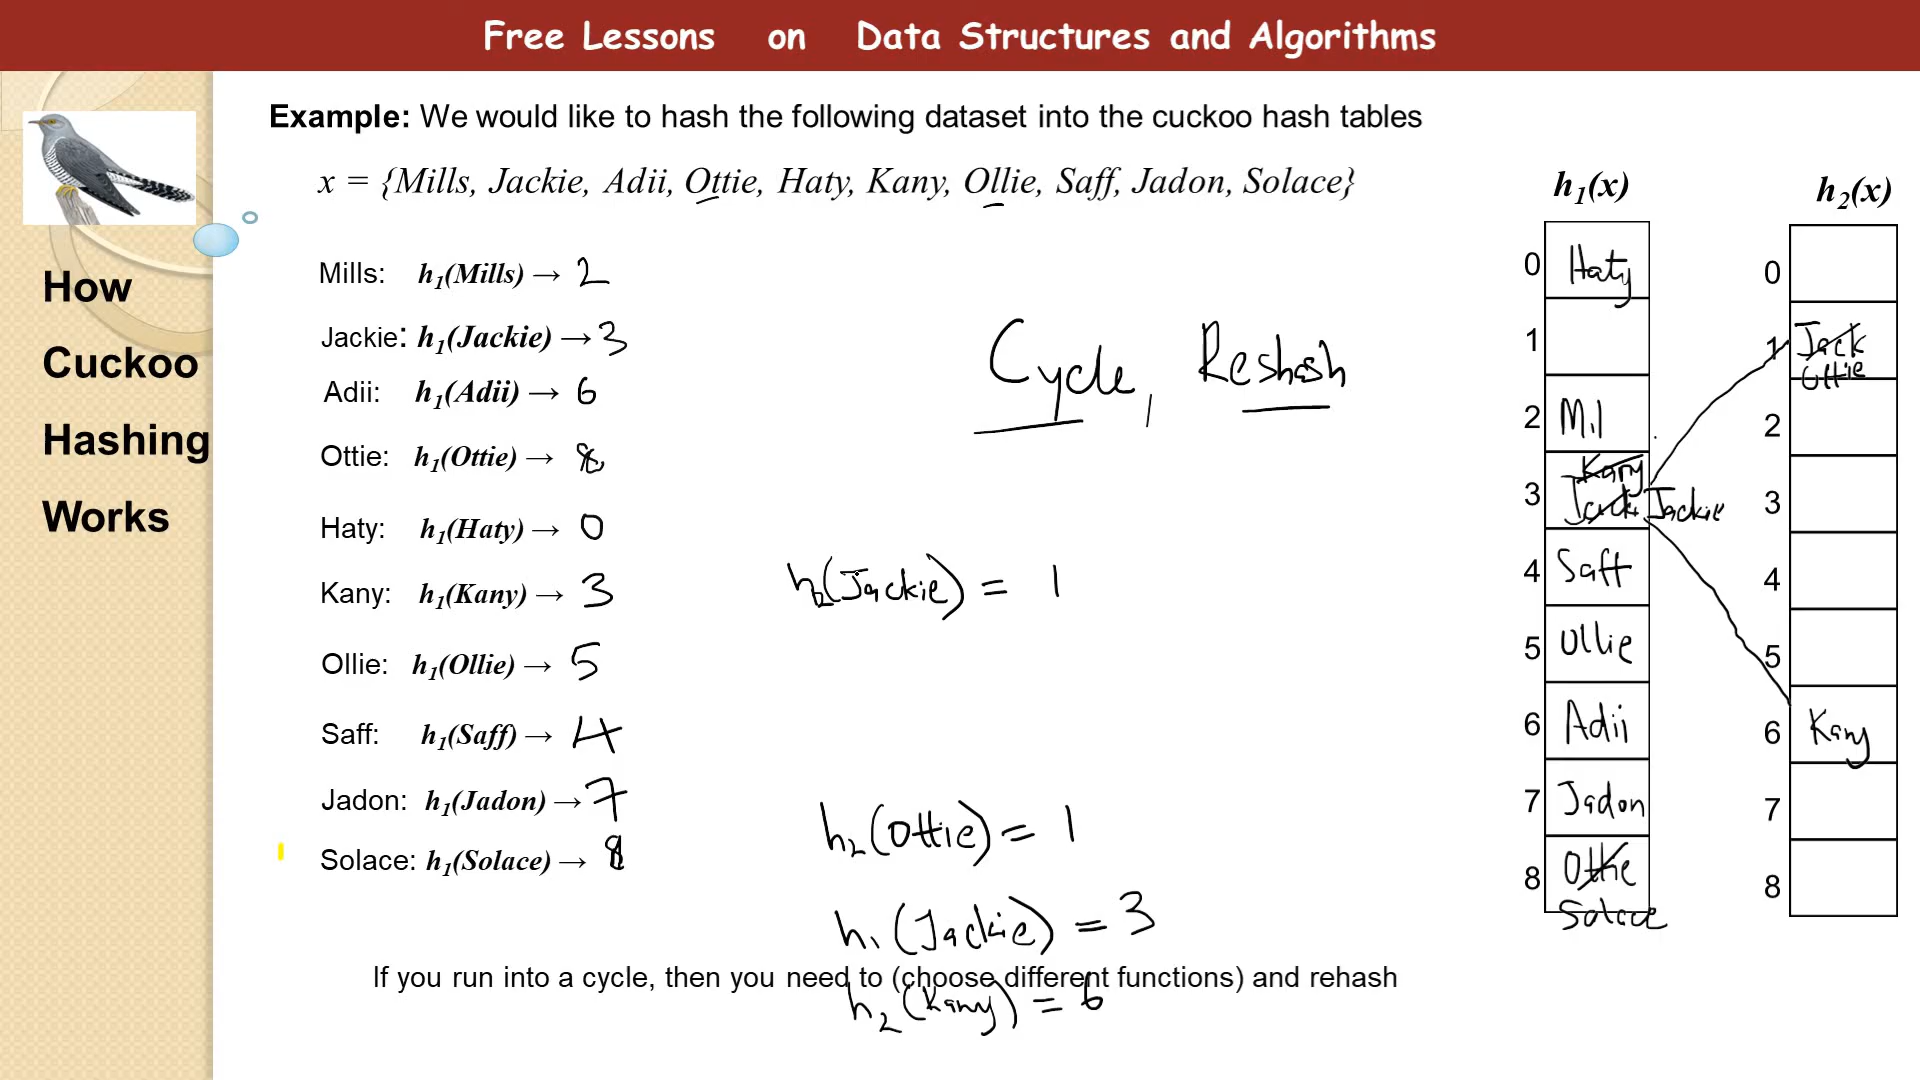 Free Lessons on Data Structures and Algorithms
How
Cuckoo
Hashing
Works
Example: We would like to hash the following dataset into the cuckoo hash tables
x = {Mills, Jackie, Adii, Ottie, Haty, Kany, Ollie, Saff, Jadon, Solace}
Mills: h1(Mills) → 2
Jackie: h1(Jackie) → 3
Adii: h1(Adii) → 6
Ottie: h1(Ottie) → 8
Haty: h1(Haty) → 0
Kany: h1(Kany) → 3
Ollie: h1(Ollie) → 5
Saff: h1(Saff) → 4
Jadon: h1(Jadon) → 7
Solace: h1(Solace) → 8
Cycle, Reshash
h2(Jackie) = 1
h2(Ottie) = 1
h1(Jackie) = 3
h2(Kany) = 6
If you run into a cycle, then you need to (choose different functions) and rehash
h1(x)
0 Haty
1
2 Mil
Kany
3 Jacki Jackie
4 Saff
5 Ollie
6 Adii
7 Jadon
8 Ottie
Solace
h2(x)
0
1 Jack
Ottie
2
3
4
5
6 Kany
7
8